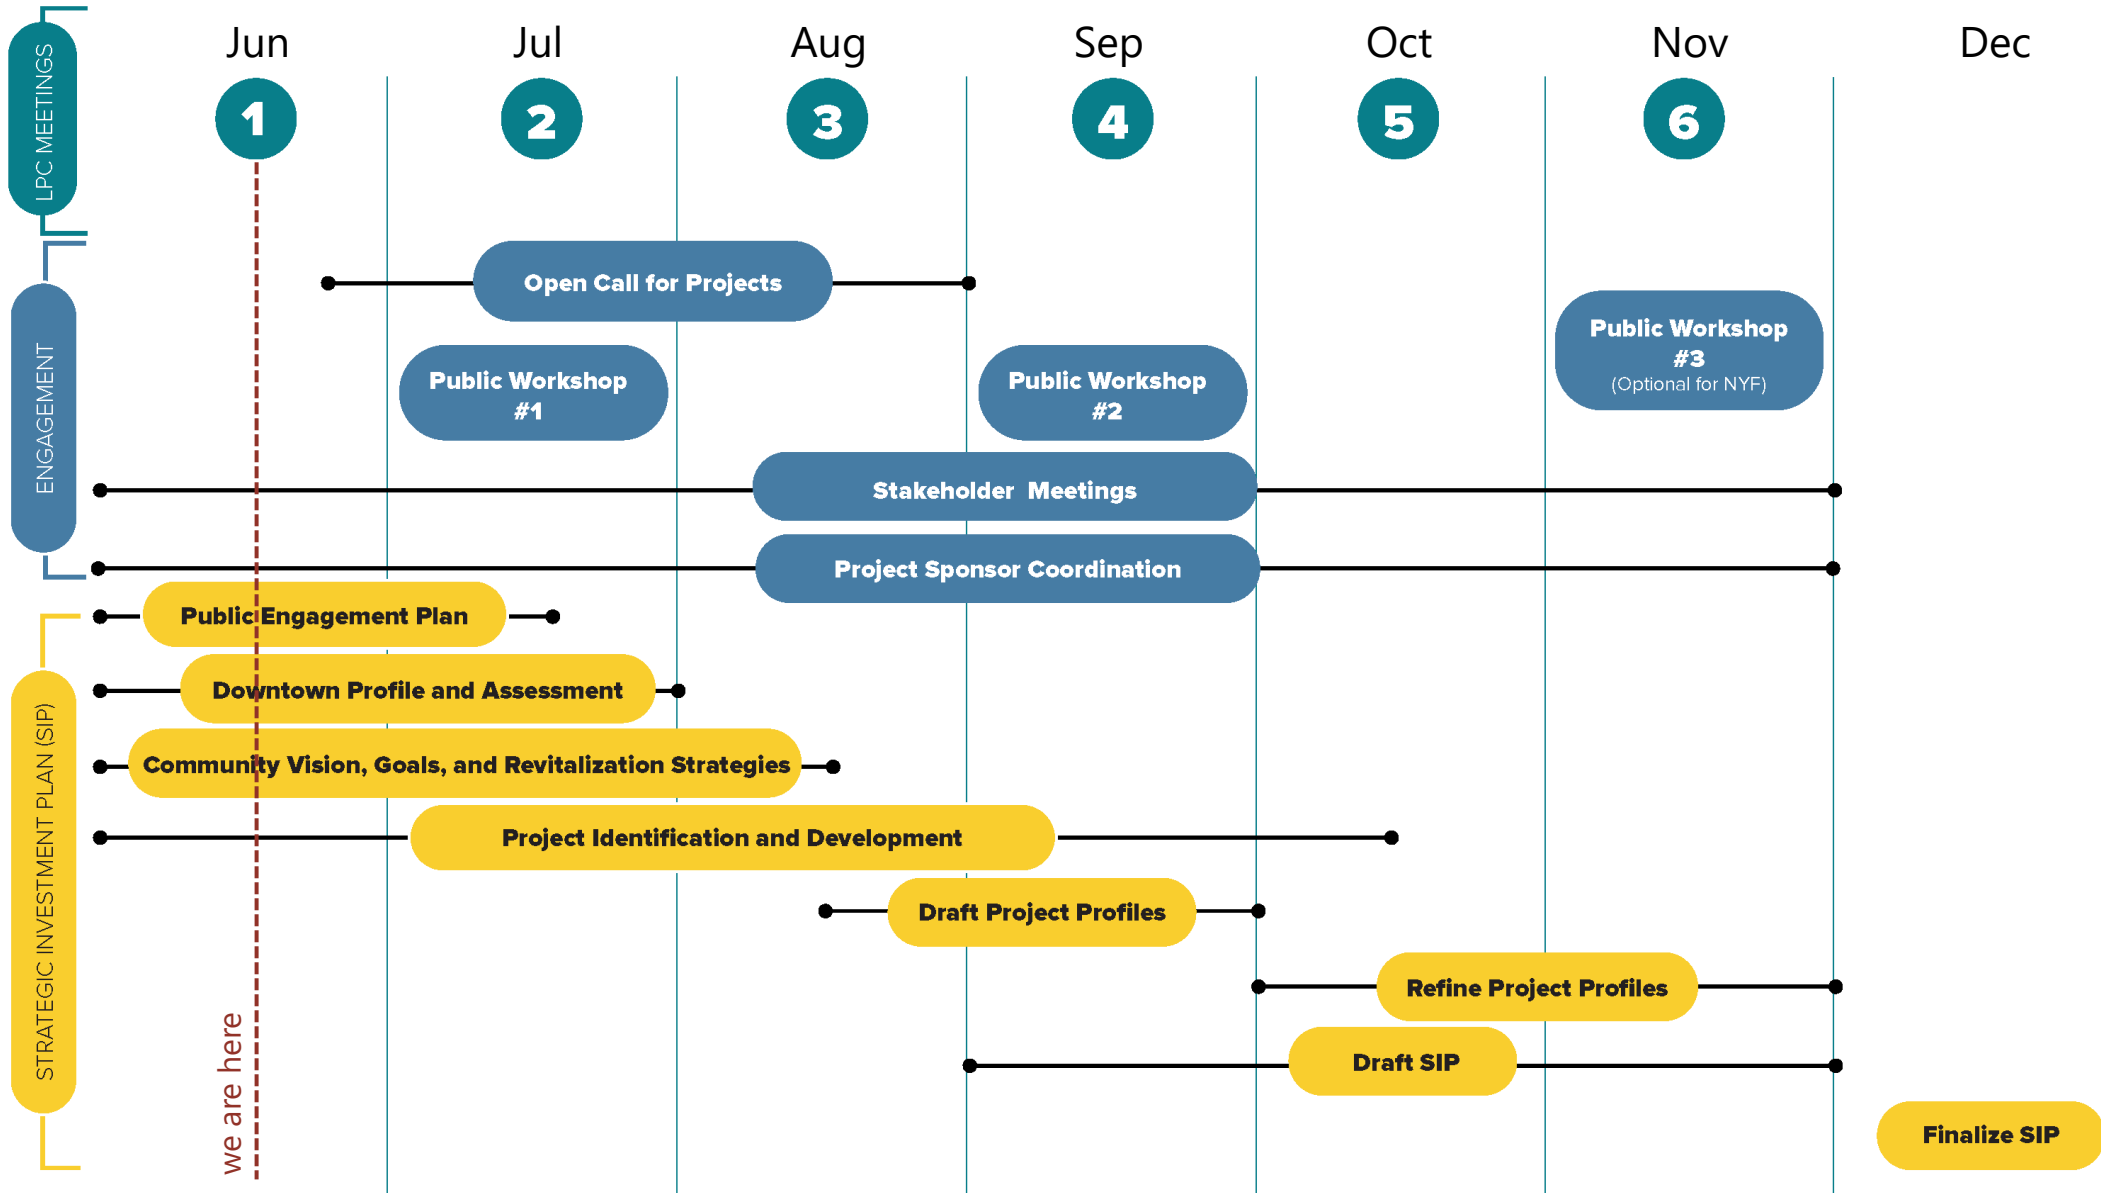 Jun Jul Aug Sep Oct Nov Dec
LPC MEETINGS
1 2 3 4 5 6
ENGAGEMENT
Open Call for Projects
Public Workshop
#1
Public Workshop
#2
Public Workshop
#3
(Optional for NYF)
Stakeholder Meetings
Project Sponsor Coordination
STRATEGIC INVESTMENT PLAN (SIP)
Public Engagement Plan
Downtown Profile and Assessment
Community Vision, Goals, and Revitalization Strategies
Project Identification and Development
Draft Project Profiles
Refine Project Profiles
Draft SIP
Finalize SIP
we are here